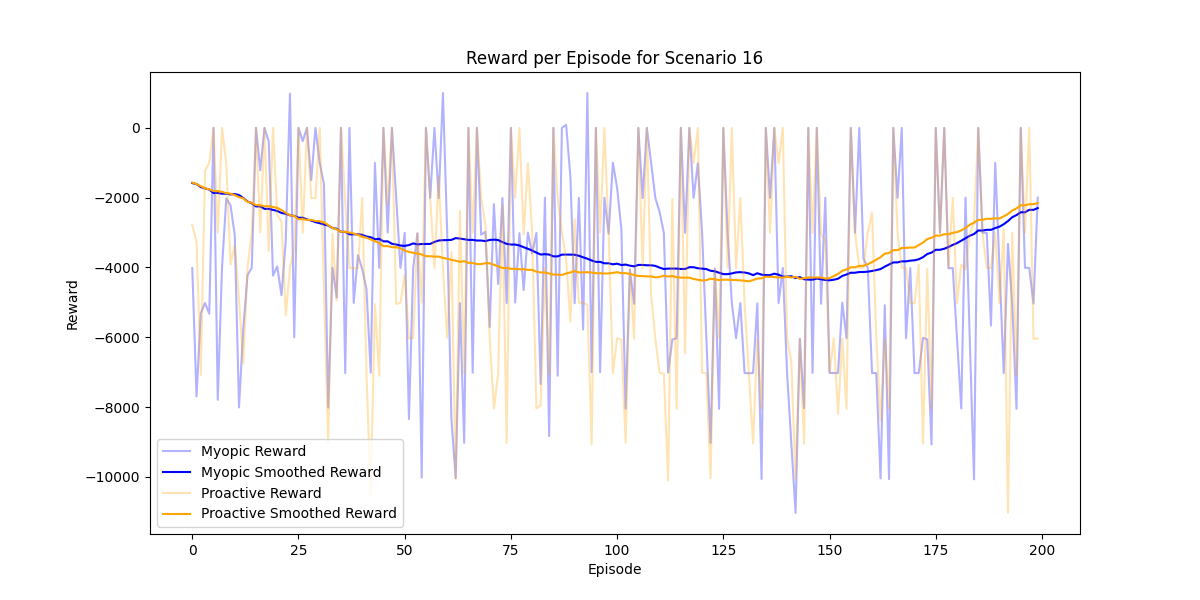 Reward per Episode for Scenario 16
Reward
0
−2000
−4000
−6000
−8000
−10000
Myopic Reward
Myopic Smoothed Reward
Proactive Reward
Proactive Smoothed Reward
0 25 50 75 100 125 150 175 200
Episode